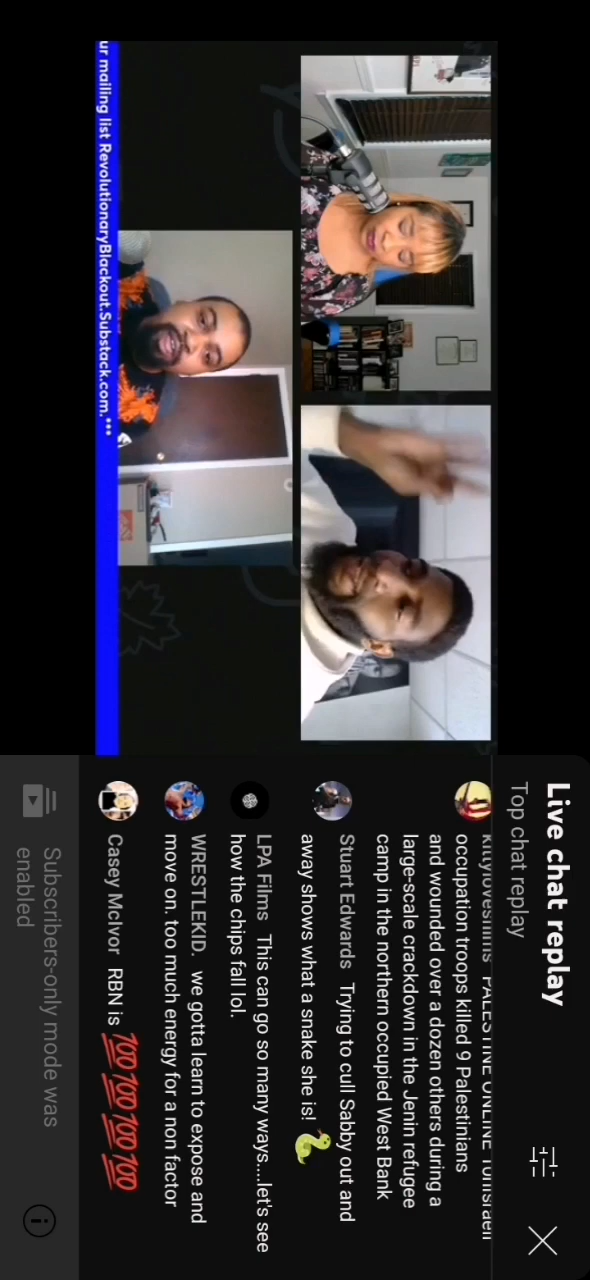 ur mailing list RevolutionaryBlackout.Substack.com. •••
Live chat replay
Top chat replay
kittyloveshills PALESTINE ONLINE
occupation troops killed 9 Palestinians
and wounded over a dozen others during a
large-scale crackdown in the Jenin refugee
camp in the northern occupied West Bank
Stuart Edwards Trying to cull Sabby out and
away shows what a snake she is! 🐍
LPA Films This can go so many ways....let's see
how the chips fall lol.
WRESTLEKID. we gotta learn to expose and
move on. too much energy for a non factor
Casey McIvor RBN is 💯💯💯💯
Subscribers-only mode was
enabled